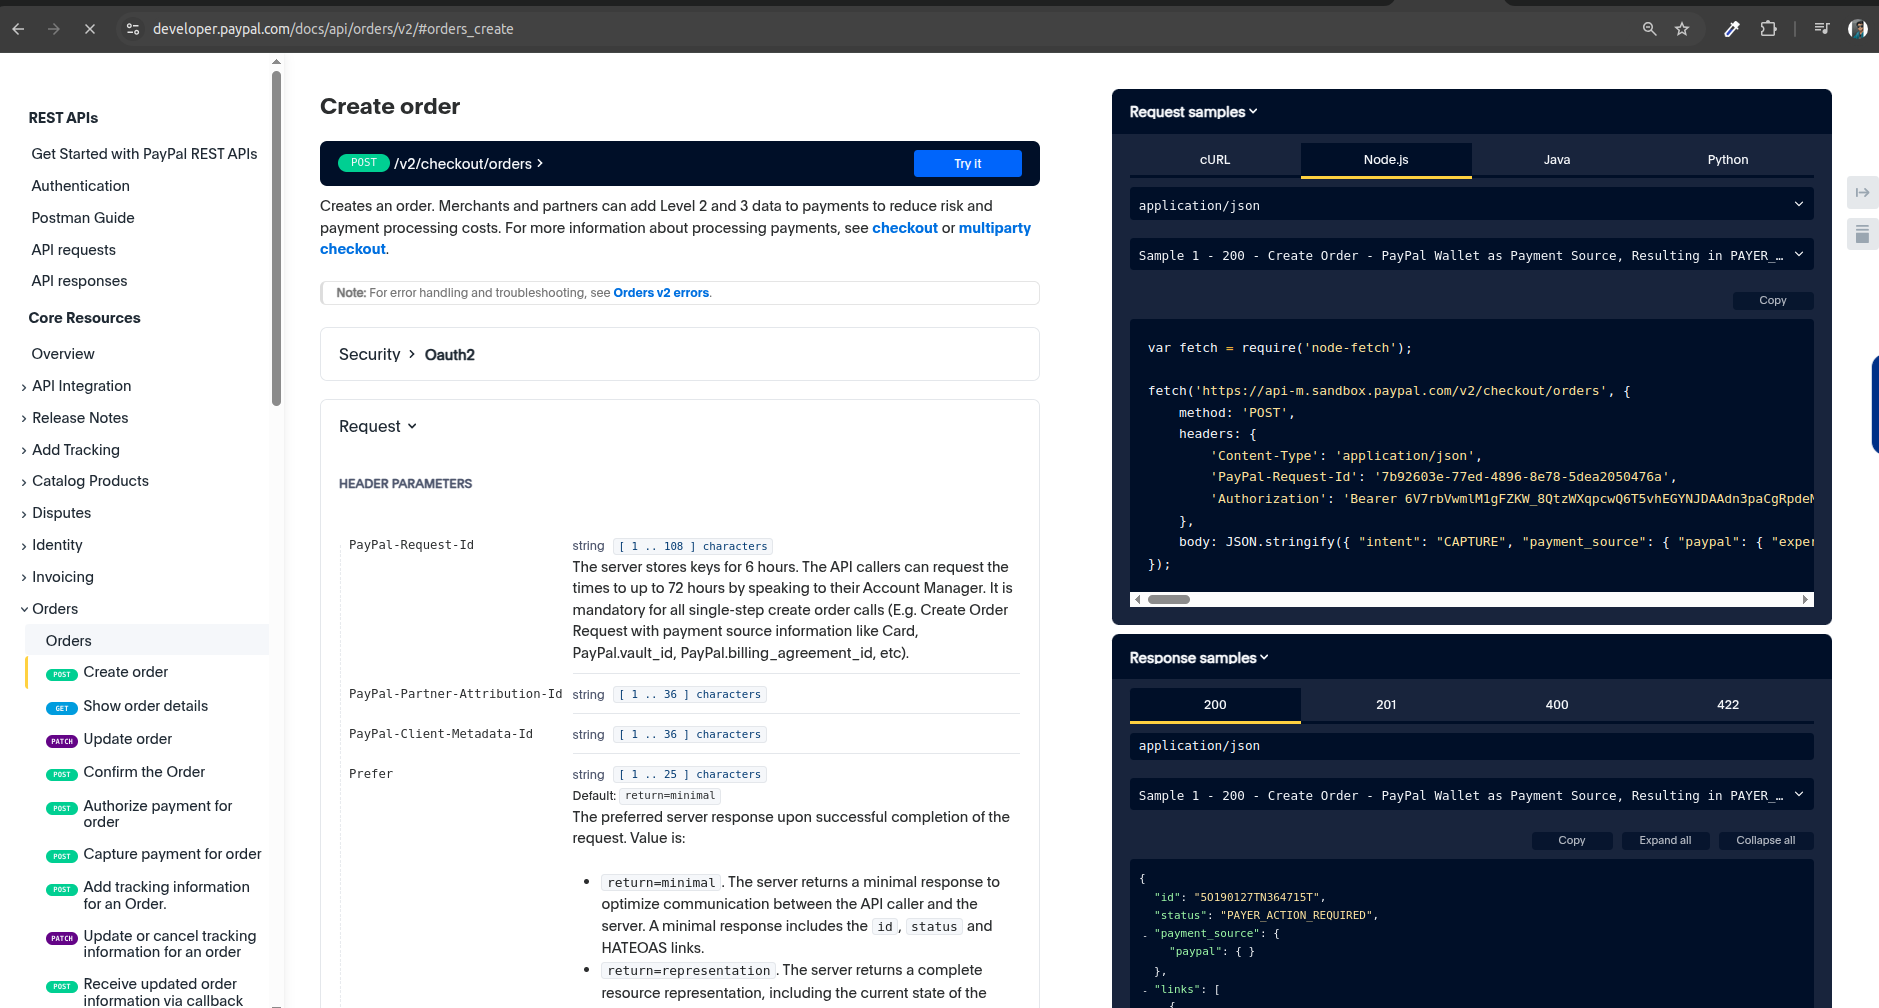 developer.paypal.com/docs/api/orders/v2/#orders_create
REST APIs
Get Started with PayPal REST APIs
Authentication
Postman Guide
API requests
API responses
Core Resources
Overview
API Integration
Release Notes
Add Tracking
Catalog Products
Disputes
Identity
Invoicing
Orders
Orders
POST Create order
GET Show order details
PATCH Update order
POST Confirm the Order
POST Authorize payment for
order
POST Capture payment for order
POST Add tracking information
for an Order.
PATCH Update or cancel tracking
information for an order
POST Receive updated order
information via callback
Create order
POST /v2/checkout/orders
Try it
Creates an order. Merchants and partners can add Level 2 and 3 data to payments to reduce risk and
payment processing costs. For more information about processing payments, see checkout or multiparty
checkout.
Note: For error handling and troubleshooting, see Orders v2 errors.
Security > Oauth2
Request
HEADER PARAMETERS
PayPal-Request-Id
string [ 1 .. 108 ] characters
The server stores keys for 6 hours. The API callers can request the
times to up to 72 hours by speaking to their Account Manager. It is
mandatory for all single-step create order calls (E.g. Create Order
Request with payment source information like Card,
PayPal.vault_id, PayPal.billing_agreement_id, etc).
PayPal-Partner-Attribution-Id string [ 1 .. 36 ] characters
PayPal-Client-Metadata-Id string [ 1 .. 36 ] characters
Prefer string [ 1 .. 25 ] characters
Default: return=minimal
The preferred server response upon successful completion of the
request. Value is:
• return=minimal. The server returns a minimal response to
optimize communication between the API caller and the
server. A minimal response includes the id, status and
HATEOAS links.
• return=representation. The server returns a complete
resource representation, including the current state of the
Request samples
cURL Node.js Java Python
application/json
Sample 1 - 200 - Create Order - PayPal Wallet as Payment Source, Resulting in PAYER_…
Copy
var fetch = require('node-fetch');
fetch('https://api-m.sandbox.paypal.com/v2/checkout/orders', {
method: 'POST',
headers: {
'Content-Type': 'application/json',
'PayPal-Request-Id': '7b92603e-77ed-4896-8e78-5dea2050476a',
'Authorization': 'Bearer 6V7rbVwmlM1gFZKW_8QtzWXqpcwQ6T5vhEGYNJDAAdn3paCgRpdeM
},
body: JSON.stringify({ "intent": "CAPTURE", "payment_source": { "paypal": { "exper
});
Response samples
200 201 400 422
application/json
Sample 1 - 200 - Create Order - PayPal Wallet as Payment Source, Resulting in PAYER_…
Copy Expand all Collapse all
{
"id": "5O190127TN364715T",
"status": "PAYER_ACTION_REQUIRED",
- "payment_source": {
"paypal": { }
},
- "links": [
{